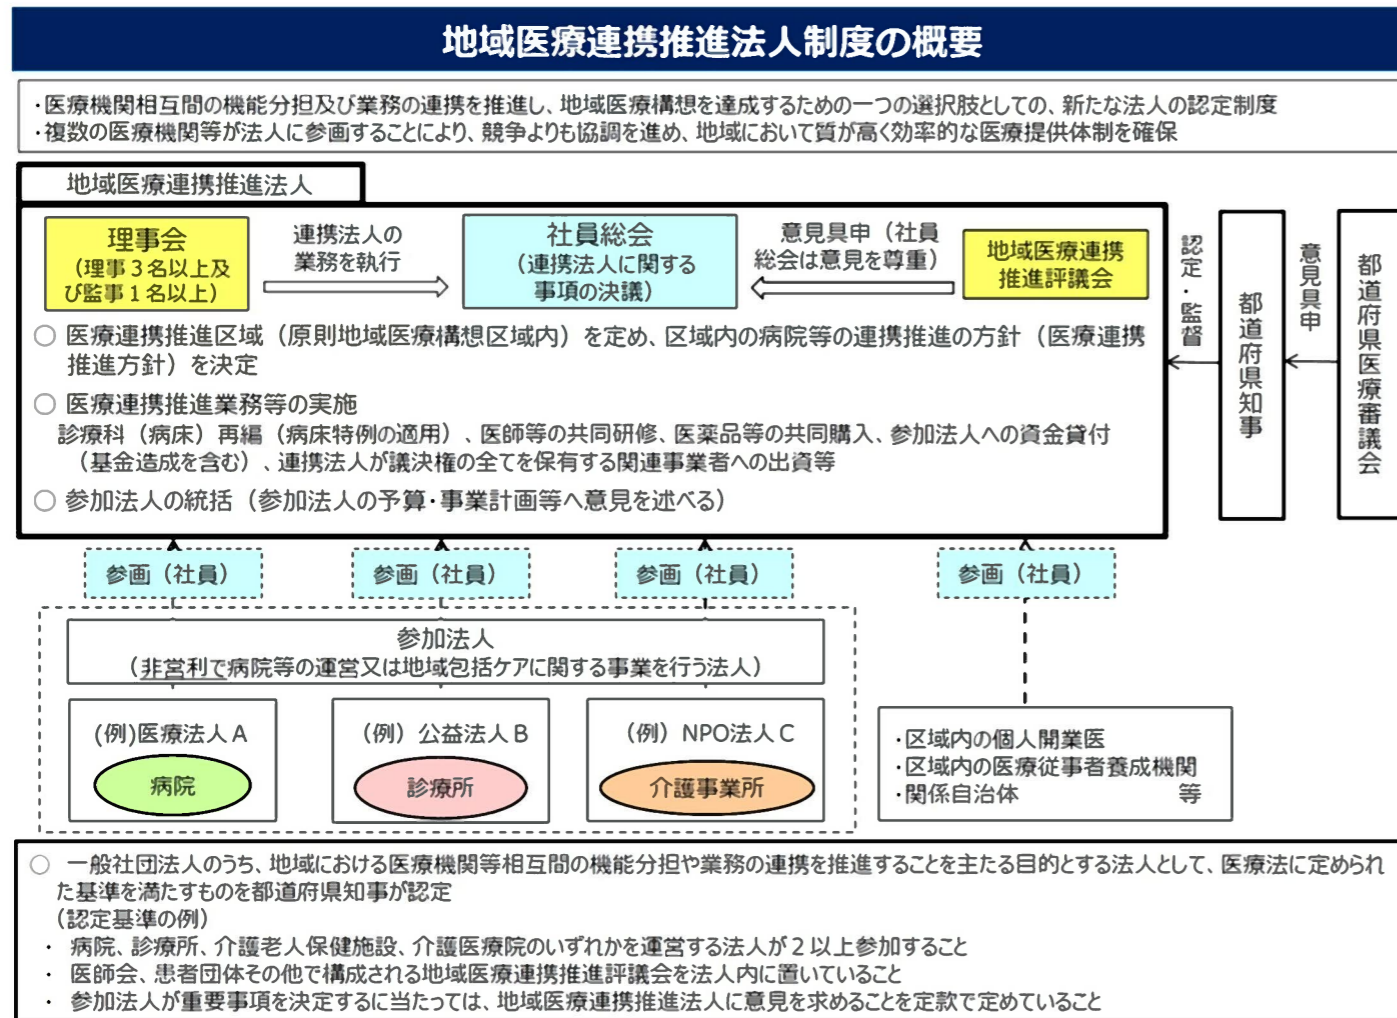 地域医療連携推進法人制度の概要
・医療機関相互間の機能分担及び業務の連携を推進し、地域医療構想を達成するための一つの選択肢としての、新たな法人の認定制度
・複数の医療機関等が法人に参画することにより、競争よりも協調を進め、地域において質が高く効率的な医療提供体制を確保
地域医療連携推進法人
理事会
（理事３名以上及
び監事１名以上）
連携法人の
業務を執行
社員総会
（連携法人に関する
事項の決議）
意見具申（社員
総会は意見を尊重）
地域医療連携
推進評議会
認定・監督
都道府県知事
意見具申
都道府県医療審議会
○ 医療連携推進区域（原則地域医療構想区域内）を定め、区域内の病院等の連携推進の方針（医療連携
推進方針）を決定
○ 医療連携推進業務等の実施
診療科（病床）再編（病床特例の適用）、医師等の共同研修、医薬品等の共同購入、参加法人への資金貸付
（基金造成を含む）、連携法人が議決権の全てを保有する関連事業者への出資等
○ 参加法人の統括（参加法人の予算・事業計画等へ意見を述べる）
参画（社員）
参画（社員）
参画（社員）
参画（社員）
参加法人
（非営利で病院等の運営又は地域包括ケアに関する事業を行う法人）
(例)医療法人Ａ
病院
（例）公益法人Ｂ
診療所
（例）NPO法人Ｃ
介護事業所
・区域内の個人開業医
・区域内の医療従事者養成機関
・関係自治体 等
○ 一般社団法人のうち、地域における医療機関等相互間の機能分担や業務の連携を推進することを主たる目的とする法人として、医療法に定められ
た基準を満たすものを都道府県知事が認定
（認定基準の例）
・ 病院、診療所、介護老人保健施設、介護医療院のいずれかを運営する法人が２以上参加すること
・ 医師会、患者団体その他で構成される地域医療連携推進評議会を法人内に置いていること
・ 参加法人が重要事項を決定するに当たっては、地域医療連携推進法人に意見を求めることを定款で定めていること